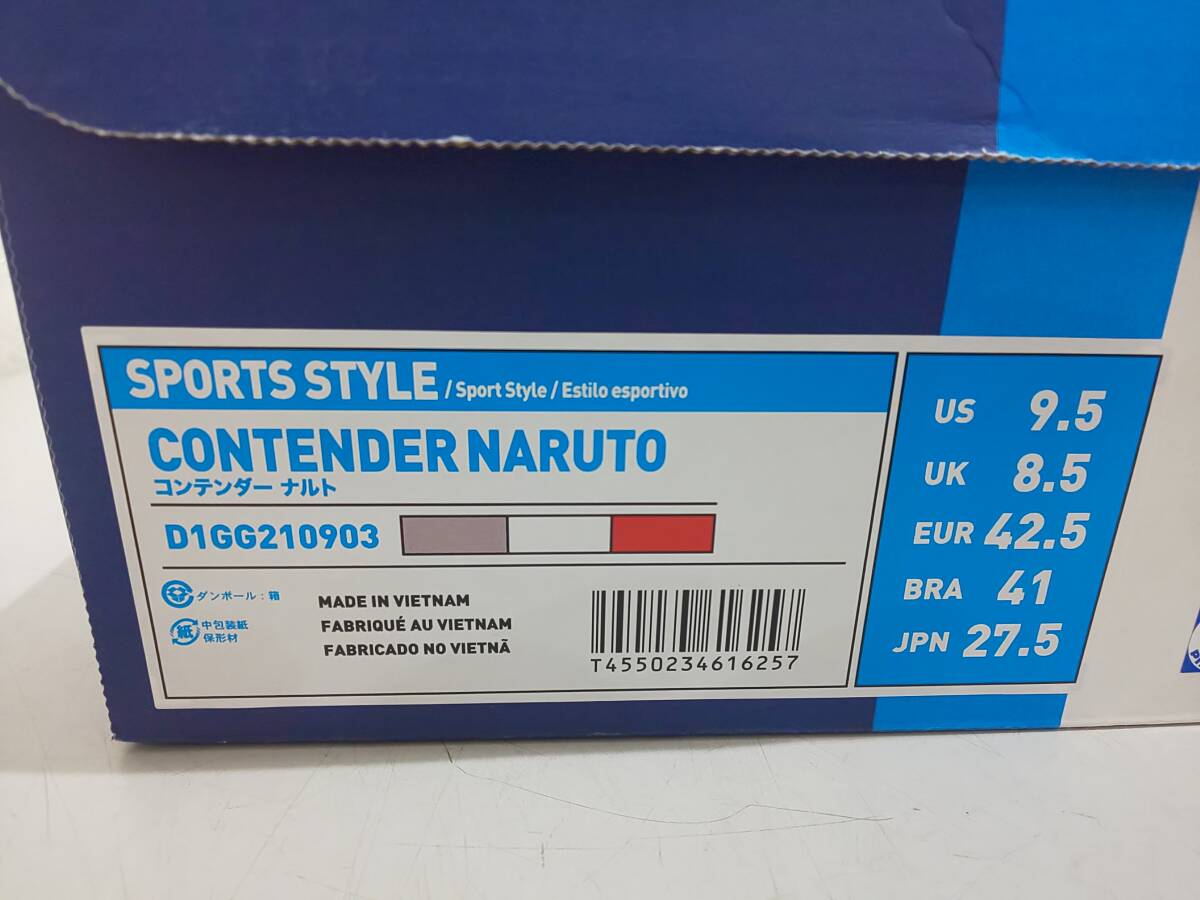 SPORTS STYLE / Sport Style / Estilo esportivo
CONTENDER NARUTO
コンテンダー ナルト
D1GG210903
ダンボール：箱
紙 中包装紙
保形材
MADE IN VIETNAM
FABRIQUÉ AU VIETNAM
FABRICADO NO VIETNÃ
T4550234616257
US 9.5
UK 8.5
EUR 42.5
BRA 41
JPN 27.5